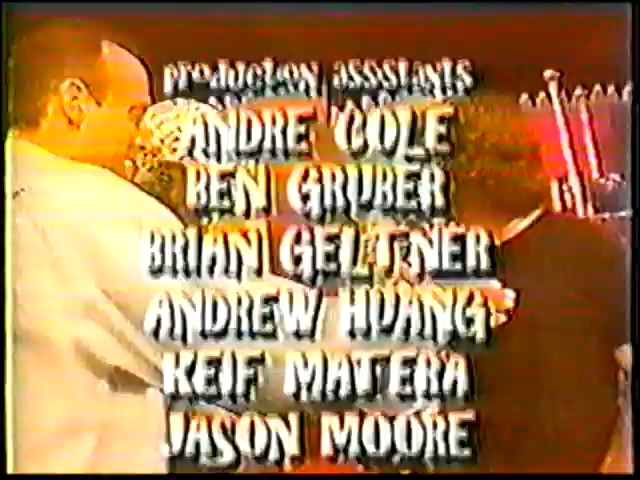 production assistants
ANDRE COLE
BEN GRUBER
BRIAN GELTNER
ANDREW HUANG
KEIF MATERA
JASON MOORE